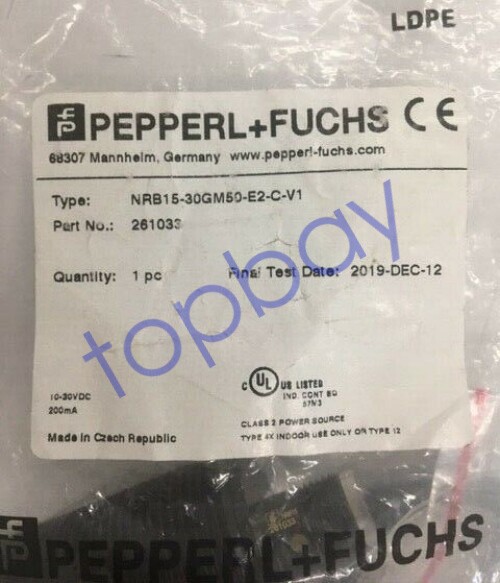 LDPE
PEPPERL+FUCHS CE
68307 Mannheim, Germany www.pepperl-fuchs.com
Type: NRB15-30GM50-E2-C-V1
Part No.: 261033
Quantity: 1 pc Final Test Date: 2019-DEC-12
topbay
C UL US LISTED
IND. CONT EQ
57M3
10-30VDC
200mA
CLASS 2 POWER SOURCE
TYPE 4X INDOOR USE ONLY OR TYPE 12
Made in Czech Republic
PEPPERL+FUCHS